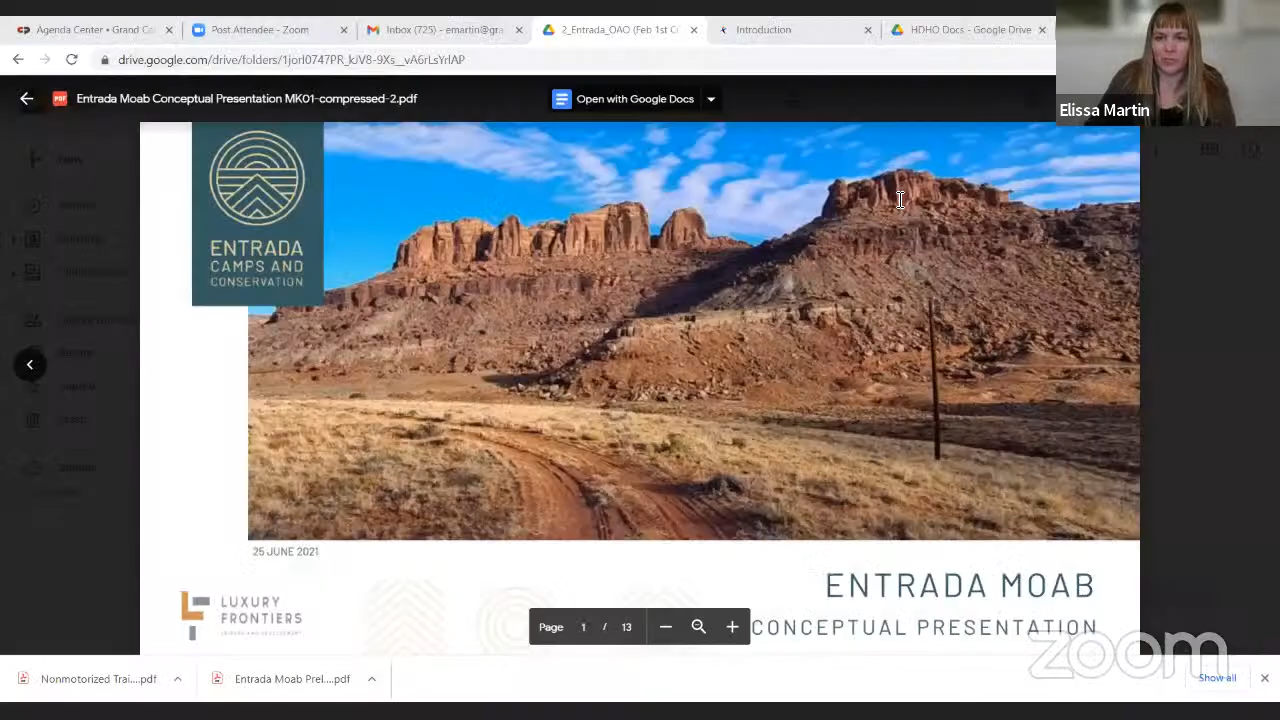 Agenda Center • Grand Co
Post Attendee - Zoom
Inbox (725) - emartin@gra
2_Entrada_OAO (Feb 1st C
Introduction
HDHO Docs - Google Drive
drive.google.com/drive/folders/
Entrada Moab Conceptual Presentation MK01-compressed-2.pdf
Open with Google Docs
Elissa Martin
ENTRADA
CAMPS AND
CONSERVATION
25 JUNE 2021
LUXURY
FRONTIERS
ENTRADA MOAB
CONCEPTUAL PRESENTATION
Page 1 / 13
zoom
Nonmotorized Trai....pdf
Entrada Moab Prel....pdf
Show all